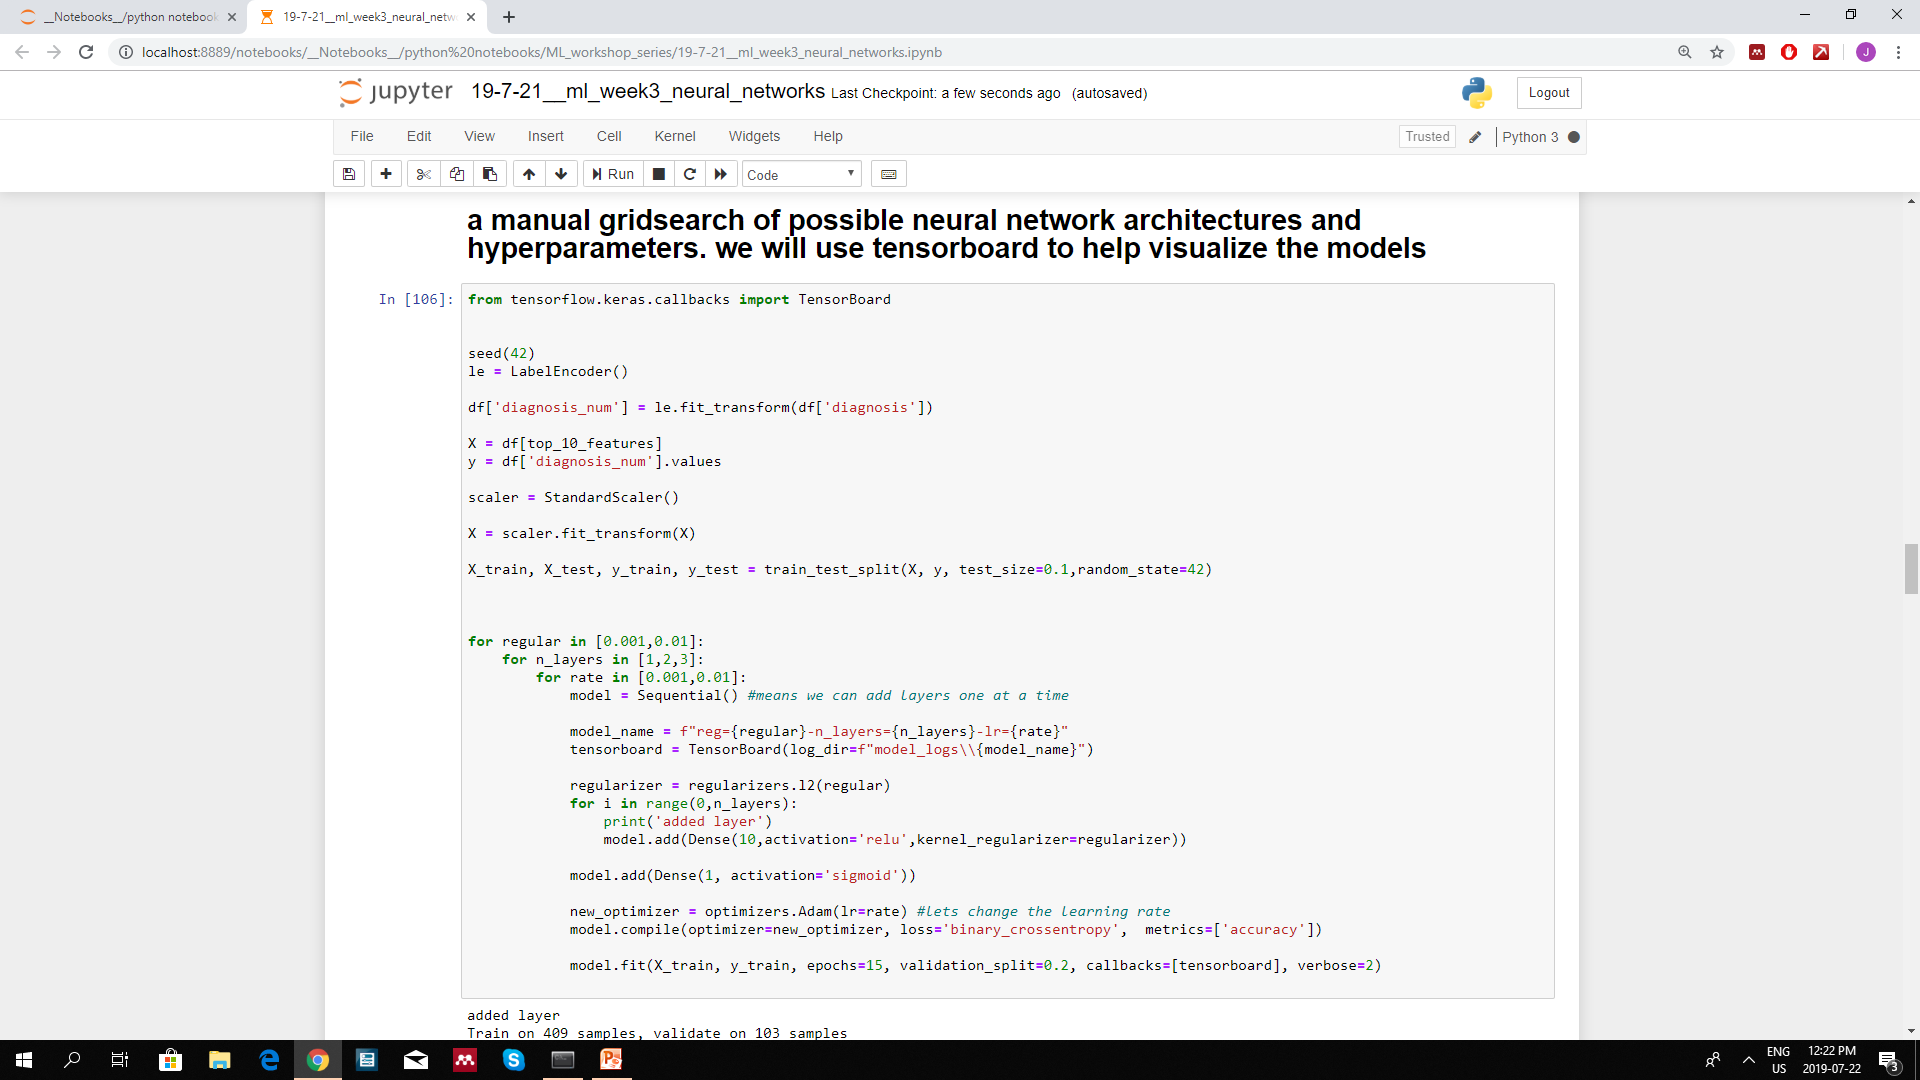 __Notebooks__/python notebook
19-7-21__ml_week3_neural_netw
localhost:8889/notebooks/__Notebooks__/python%20notebooks/ML_workshop_series/19-7-21__ml_week3_neural_networks.ipynb
J
jupyter 19-7-21__ml_week3_neural_networks Last Checkpoint: a few seconds ago (autosaved)
Logout
File Edit View Insert Cell Kernel Widgets Help
Trusted Python 3
Run Code
a manual gridsearch of possible neural network architectures and
hyperparameters. we will use tensorboard to help visualize the models
In [106]: from tensorflow.keras.callbacks import TensorBoard
seed(42)
le = LabelEncoder()
df['diagnosis_num'] = le.fit_transform(df['diagnosis'])
X = df[top_10_features]
y = df['diagnosis_num'].values
scaler = StandardScaler()
X = scaler.fit_transform(X)
X_train, X_test, y_train, y_test = train_test_split(X, y, test_size=0.1,random_state=42)
for regular in [0.001,0.01]:
for n_layers in [1,2,3]:
for rate in [0.001,0.01]:
model = Sequential() #means we can add layers one at a time
model_name = f"reg={regular}-n_layers={n_layers}-lr={rate}"
tensorboard = TensorBoard(log_dir=f"model_logs\\{model_name}")
regularizer = regularizers.l2(regular)
for i in range(0,n_layers):
print('added layer')
model.add(Dense(10,activation='relu',kernel_regularizer=regularizer))
model.add(Dense(1, activation='sigmoid'))
new_optimizer = optimizers.Adam(lr=rate) #lets change the learning rate
model.compile(optimizer=new_optimizer, loss='binary_crossentropy',  metrics=['accuracy'])
model.fit(X_train, y_train, epochs=15, validation_split=0.2, callbacks=[tensorboard], verbose=2)
added layer
Train on 409 samples, validate on 103 samples
ENG
US
12:22 PM
2019-07-22
3